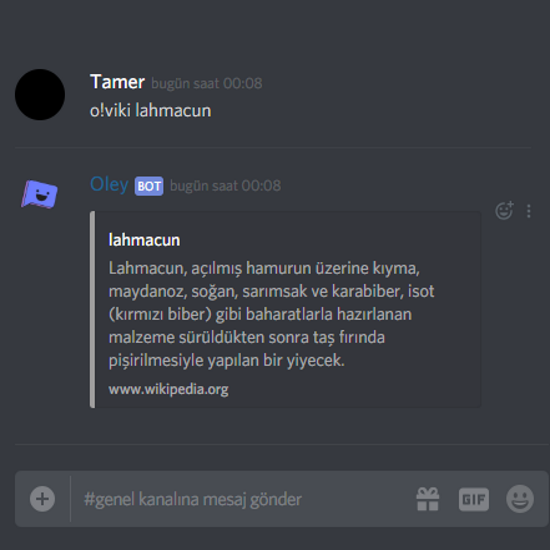 Tamer bugün saat 00:08
o!viki lahmacun
Oley BOT bugün saat 00:08
lahmacun
Lahmacun, açılmış hamurun üzerine kıyma,
maydanoz, soğan, sarımsak ve karabiber, isot
(kırmızı biber) gibi baharatlarla hazırlanan
malzeme sürüldükten sonra taş fırında
pişirilmesiyle yapılan bir yiyecek.
www.wikipedia.org
#genel kanalına mesaj gönder
GIF